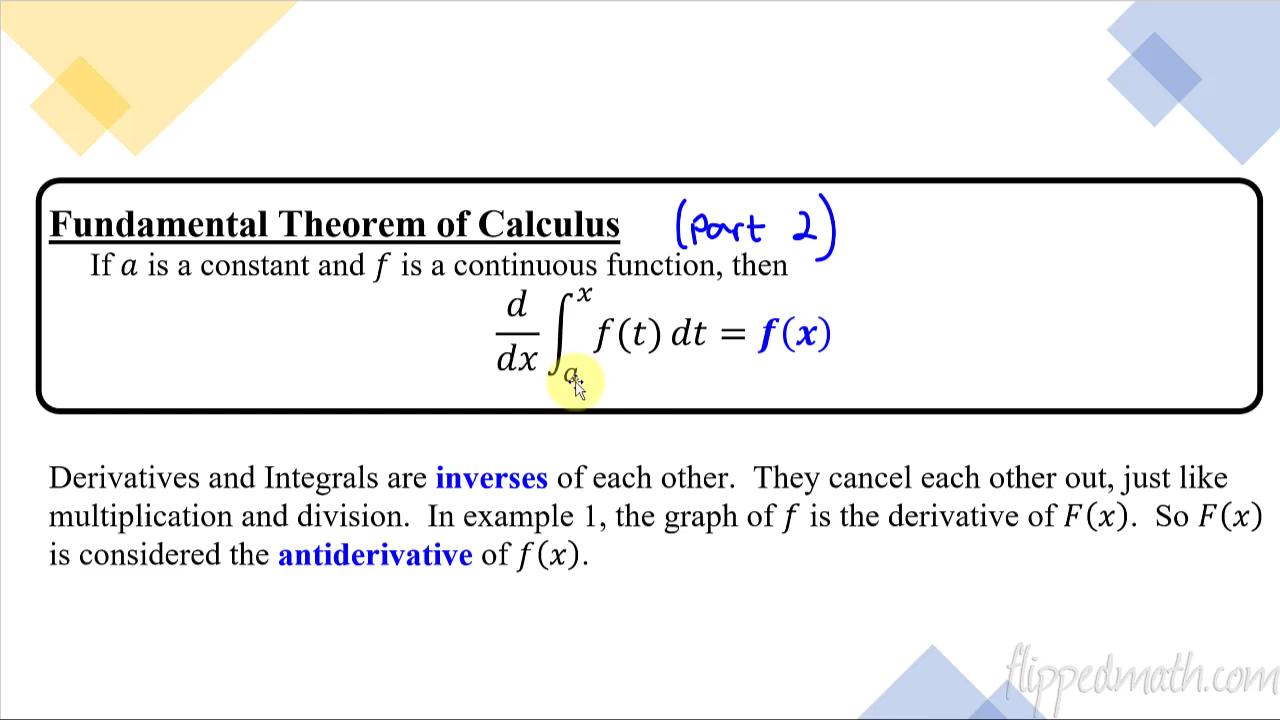 Fundamental Theorem of Calculus (Part 2)
If a is a constant and f is a continuous function, then
d/dx ∫ₐˣ f(t) dt = f(x)
Derivatives and Integrals are inverses of each other. They cancel each other out, just like
multiplication and division. In example 1, the graph of f is the derivative of F(x). So F(x)
is considered the antiderivative of f(x).
flippedmath.com